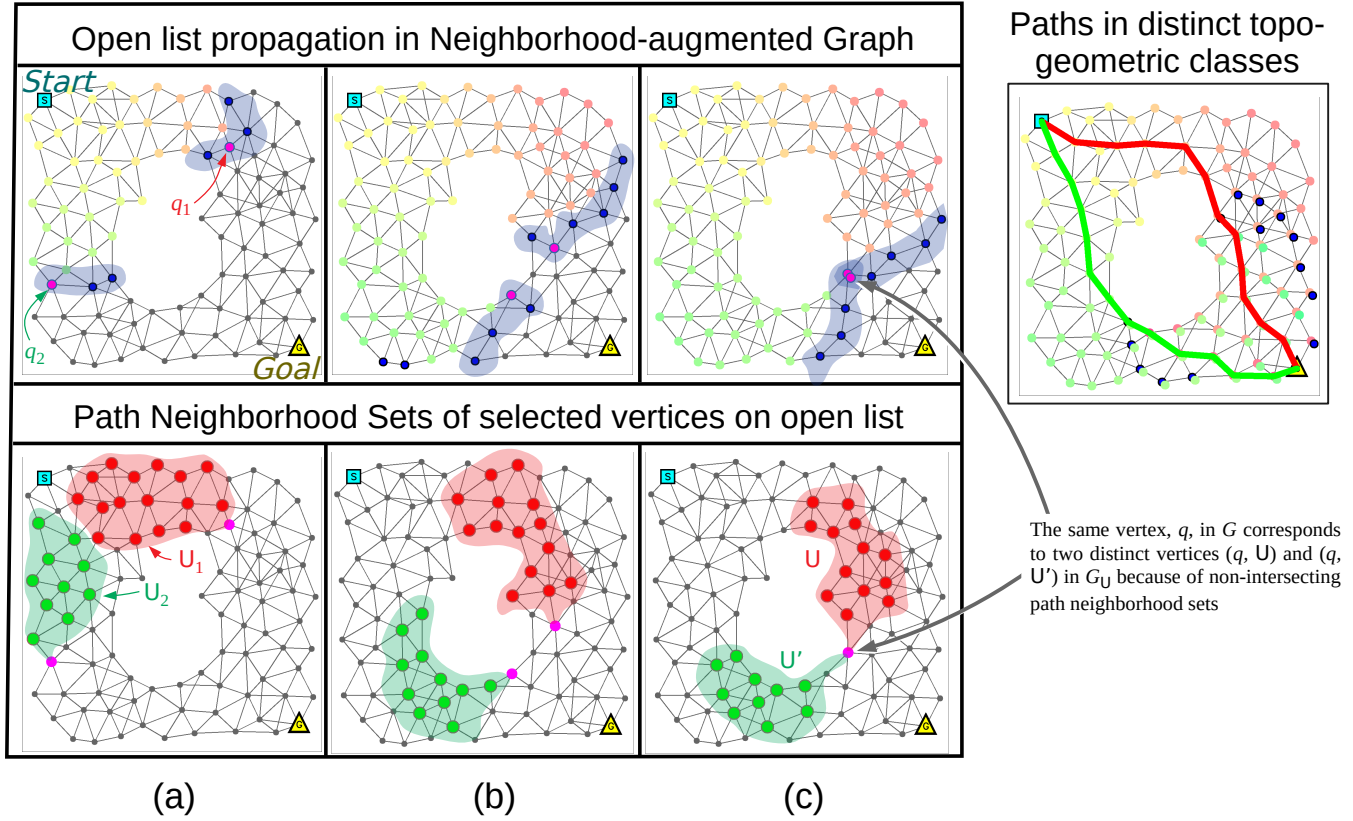 Open list propagation in Neighborhood-augmented Graph
Paths in distinct topo-
geometric classes
Start
S
S
S
S
q1
q2
G
G
G
G
Goal
Path Neighborhood Sets of selected vertices on open list
S
S
S
U1
U2
U
U'
G
G
G
The same vertex, q, in G corresponds
to two distinct vertices (q, U) and (q,
U') in GU because of non-intersecting
path neighborhood sets
(a)
(b)
(c)